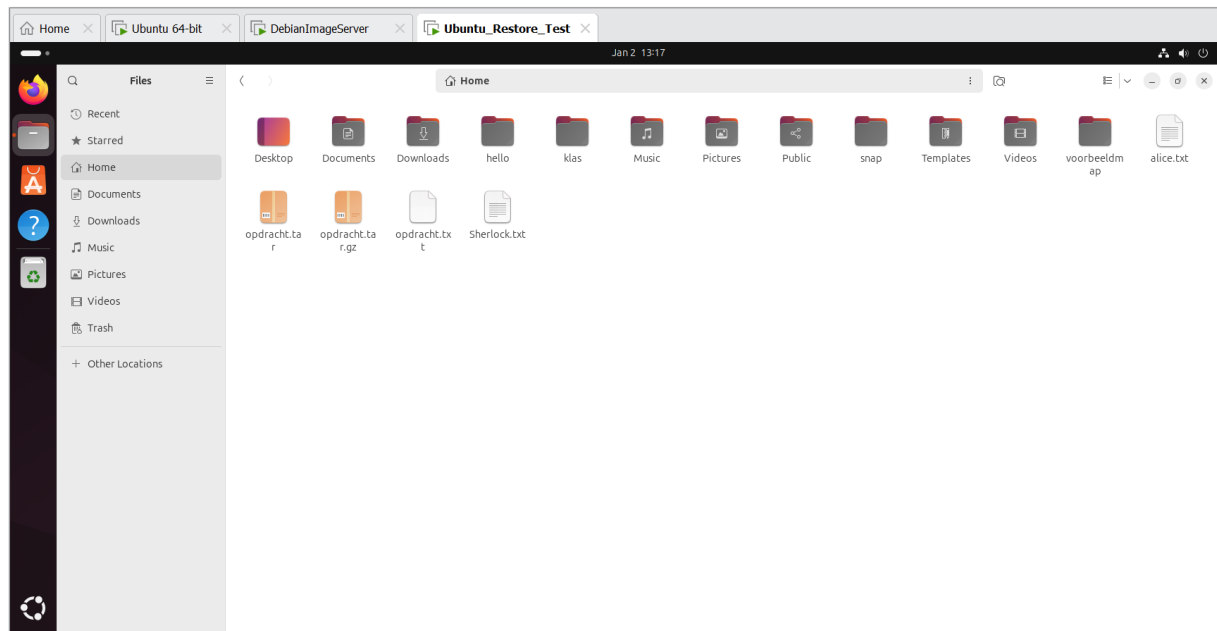 Home
Ubuntu 64-bit
DebianImageServer
Ubuntu_Restore_Test
Jan 2 13:17
Files
Home
Recent
Starred
Home
Documents
Downloads
Music
Pictures
Videos
Trash
Other Locations
Desktop
Documents
Downloads
hello
klas
Music
Pictures
Public
snap
Templates
Videos
voorbeeldm
ap
alice.txt
opdracht.ta
r
opdracht.ta
r.gz
opdracht.tx
t
Sherlock.txt